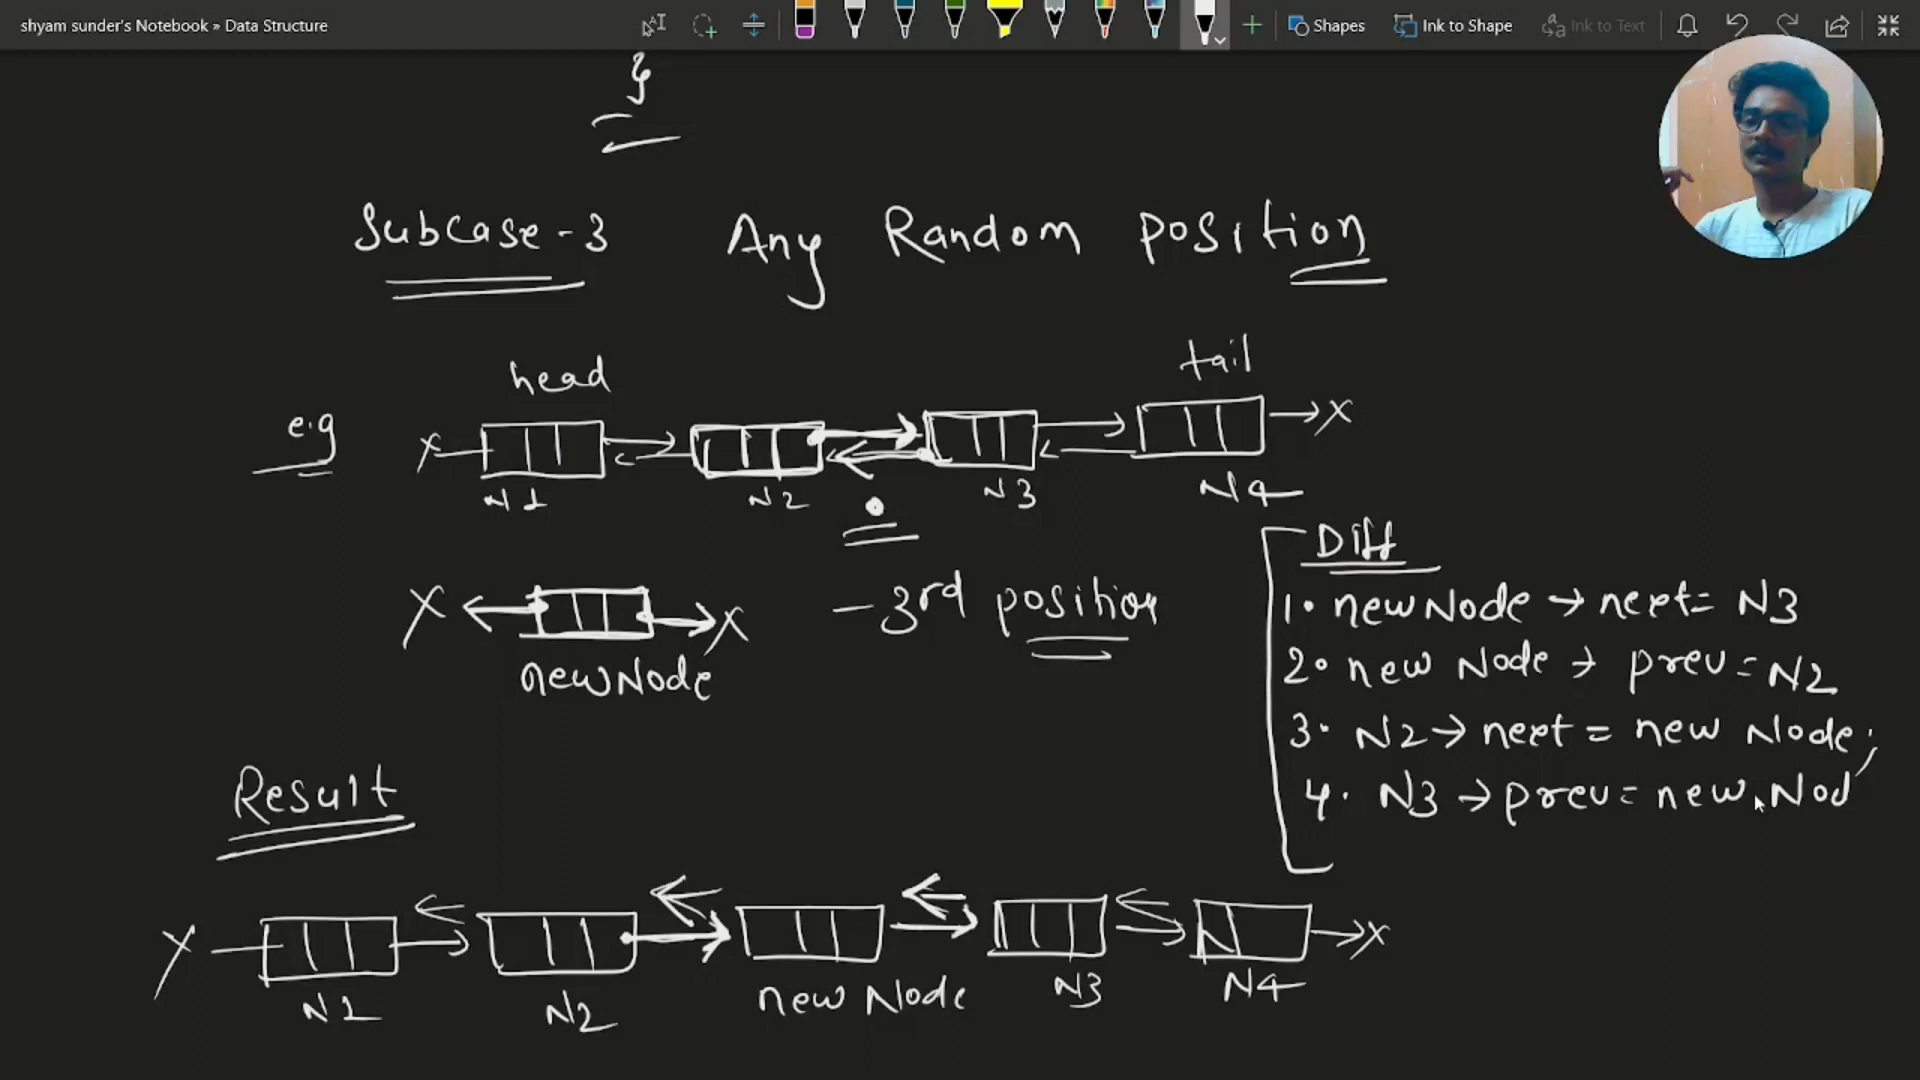 shyam sunder's Notebook » Data Structure
Shapes Ink to Shape Ink to Text
}
Subcase-3 Any Random position
head tail
e.g X X
N1 N2 N3 N4
Diff
X X - 3rd position
newNode
1. newNode → next = N3
2. new Node → prev = N2
3. N2 → next = new Node;
4. N3 → prev = new Nod
Result
X X
N1 N2 new Node N3 N4